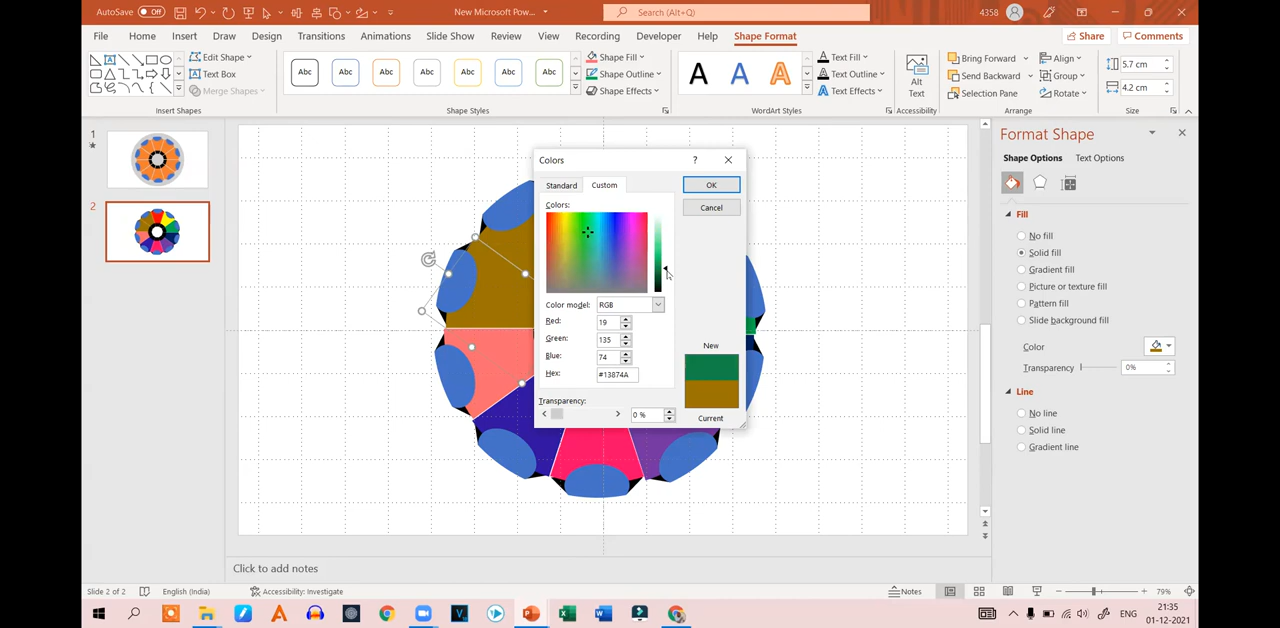 AutoSave Off New Microsoft Pow... Search (Alt+Q) 4358
File Home Insert Draw Design Transitions Animations Slide Show Review View Recording Developer Help Shape Format Share Comments
Edit Shape
Text Box
Merge Shapes
Insert Shapes
Abc Abc Abc Abc Abc Abc Abc
Shape Fill
Shape Outline
Shape Effects
Shape Styles
A A A
Text Fill
Text Outline
Text Effects
WordArt Styles
Alt
Text
Accessibility
Bring Forward
Send Backward
Selection Pane
Align
Group
Rotate
Arrange
5.7 cm
4.2 cm
Size
1
2
Colors ? 
Standard Custom
OK
Cancel
Colors:
Color model: RGB
Red: 19
Green: 135
Blue: 74
Hex: #13874A
Transparency:
0 %
New
Current
Format Shape
Shape Options Text Options
Fill
No fill
Solid fill
Gradient fill
Picture or texture fill
Pattern fill
Slide background fill
Color
Transparency 0%
Line
No line
Solid line
Gradient line
Click to add notes
Slide 2 of 2 English (India) Accessibility: Investigate Notes 79%
ENG
21:35
01-12-2021